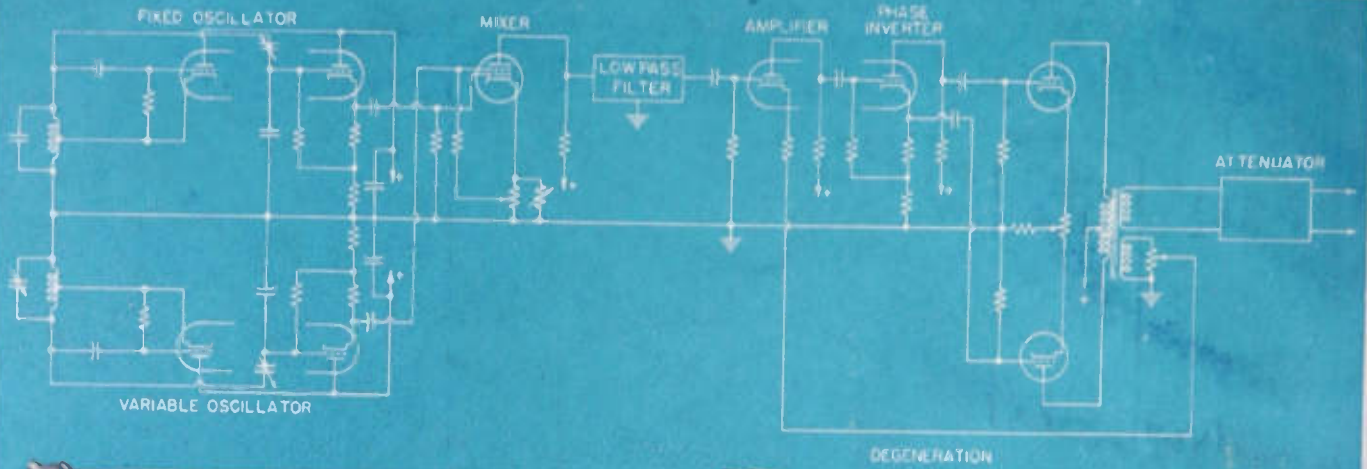 FIXED OSCILLATOR
MIXER
AMPLIFIER
PHASE
INVERTER
LOW PASS
FILTER
ATTENUATOR
VARIABLE OSCILLATOR
DEGENERATION